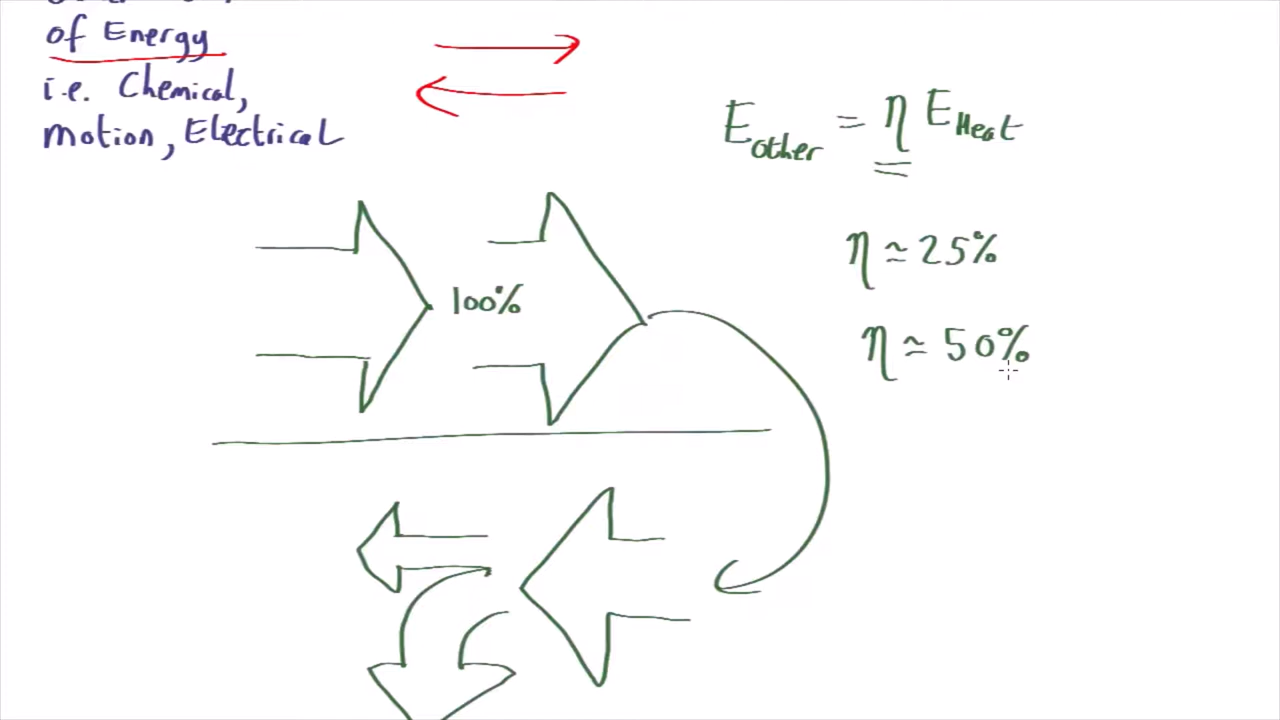 of Energy
i.e. Chemical,
motion, Electrical
E_other = η E_Heat
η ≃ 25%
η ≃ 50%
100%